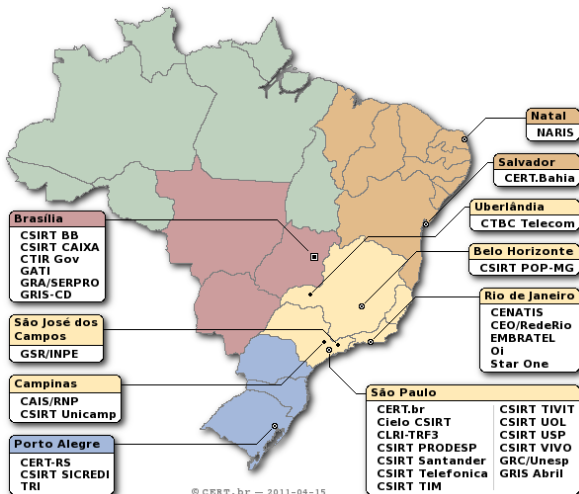 Natal
NARIS
Salvador
CERT.Bahia
Uberlândia
CTBC Telecom
Belo Horizonte
CSIRT POP-MG
Rio de Janeiro
CENATIS
CEO/RedeRio
EMBRATEL
Oi
Star One
Brasília
CSIRT BB
CSIRT CAIXA
CTIR Gov
GATI
GRA/SERPRO
GRIS-CD
São José dos
Campos
GSR/INPE
Campinas
CAIS/RNP
CSIRT Unicamp
Porto Alegre
CERT-RS
CSIRT SICREDI
TRI
São Paulo
CERT.br
Cielo CSIRT
CLRI-TRF3
CSIRT PRODESP
CSIRT Santander
CSIRT Telefonica
CSIRT TIM
CSIRT TIVIT
CSIRT UOL
CSIRT USP
CSIRT VIVO
GRC/Unesp
GRIS Abril
© CERT.br — 2011-04-15